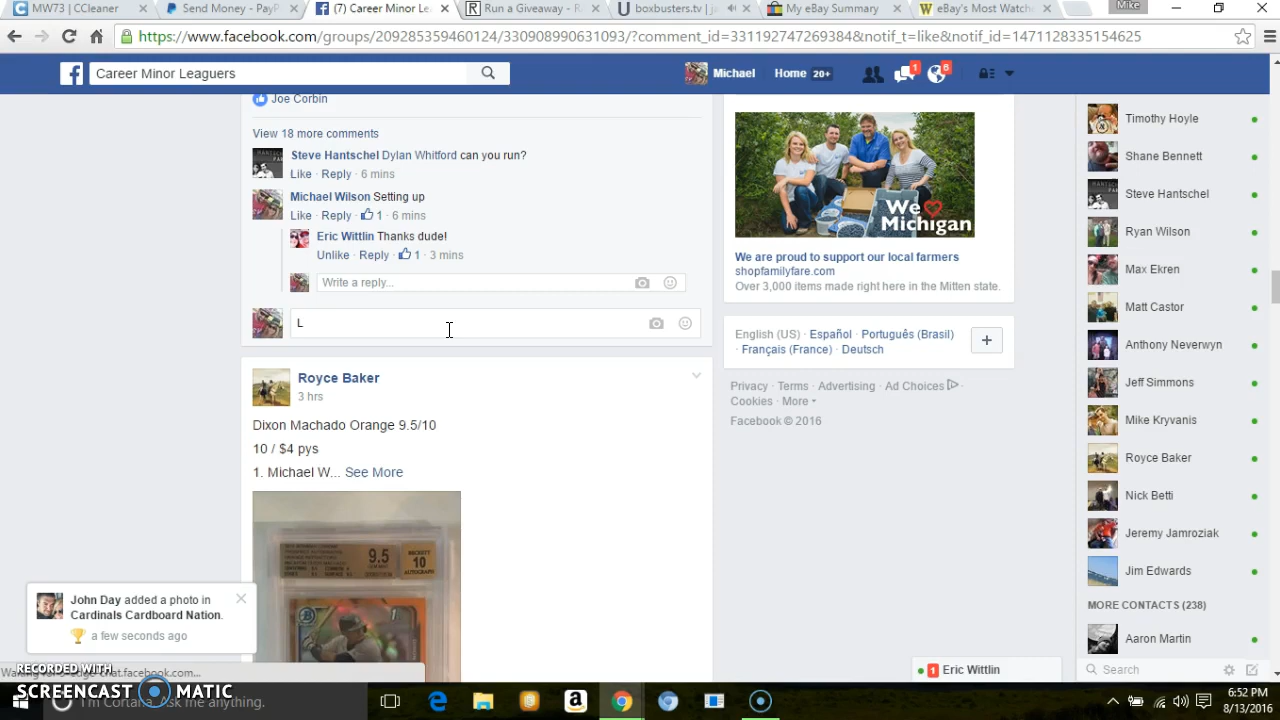 MW73] CCleaner
Send Money - PayP
(7) Career Minor Lea
Run a Giveaway - R
boxbusters.tv | ja
My eBay Summary
eBay's Most Watche
Mike
https://www.facebook.com/groups/209285359460124/330908990631093/?comment_id=331192747269384&notif_t=like&notif_id=1471128335154625
Career Minor Leaguers
Michael
Home 20+
1
8
Joe Corbin
View 18 more comments
Steve Hantschel Dylan Whitford can you run?
Like · Reply · 6 mins
Michael Wilson Setting up
Like · Reply · 1 · 6 mins
Eric Wittlin Thanks dude!
Unlike · Reply · 1 · 3 mins
Write a reply...
L
Royce Baker
3 hrs
Dixon Machado Orange 9.5/10
10 / $4 pys
1. Michael W... See More
9.5
BECKETT
10
AUTOGRAPH
John Day added a photo in
Cardinals Cardboard Nation.
a few seconds ago
We
Michigan
We are proud to support our local farmers
shopfamilyfare.com
Over 3,000 items made right here in the Mitten state.
English (US) · Español · Português (Brasil)
· Français (France) · Deutsch
Privacy · Terms · Advertising · Ad Choices ·
Cookies · More
Facebook © 2016
Timothy Hoyle
Shane Bennett
Steve Hantschel
Ryan Wilson
Max Ekren
Matt Castor
Anthony Neverwyn
Jeff Simmons
Mike Kryvanis
Royce Baker
Nick Betti
Jeremy Jamroziak
Jim Edwards
MORE CONTACTS (238)
Aaron Martin
Search
1 Eric Wittlin
RECORDED WITH
SCREENCAST MATIC
I'm Cortana. Ask me anything.
6:52 PM
8/13/2016